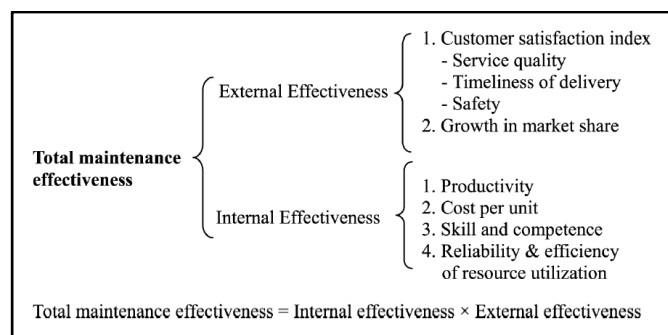 Total maintenance
effectiveness
External Effectiveness
1. Customer satisfaction index
- Service quality
- Timeliness of delivery
- Safety
2. Growth in market share
Internal Effectiveness
1. Productivity
2. Cost per unit
3. Skill and competence
4. Reliability & efficiency
of resource utilization
Total maintenance effectiveness = Internal effectiveness × External effectiveness